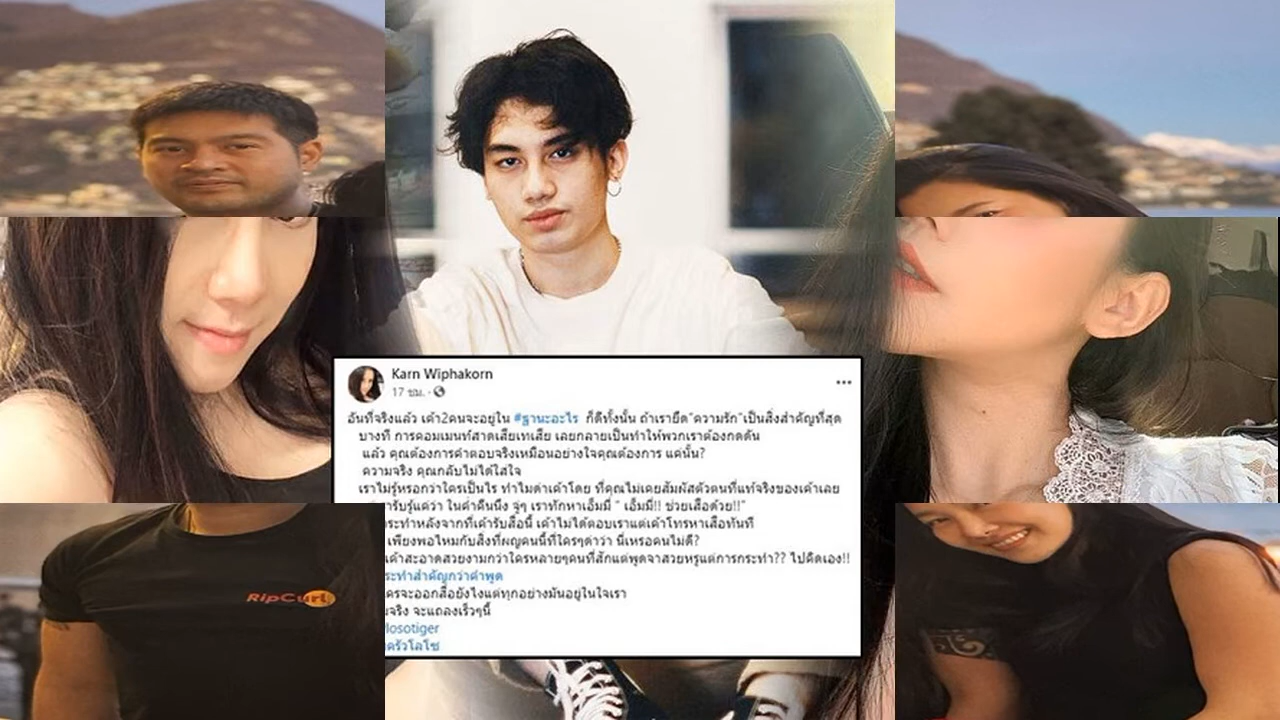 Karn Wiphakorn
17 ชม. ·
อันที่จริงแล้ว เค้า2คนจะอยู่ใน #ฐานะอะไร ก็ดีทั้งนั้น ถ้าเรายึด"ความรัก"เป็นสิ่งสำคัญที่สุด
บางที การคอมเมนท์สาดเสียเทเสีย เลยกลายเป็นทำให้พวกเราต้องกดดัน
แล้ว คุณต้องการคำตอบจริงเหมือนอย่างใจคุณต้องการ แค่นั้น?
ความจริง คุณกลับไม่ได้ใส่ใจ
เราไม่รู้หรอกว่าใครเป็นไร ทำไมด่าเค้าโดย ที่คุณไม่เคยสัมผัสตัวตนที่แท้จริงของเค้าเลย
ารับรู้แค่ว่า ในค่ำคืนนึง จู่ๆ เราทักหาเอ็มมี่ " เอ็มมี่!! ช่วยเสือด้วย!!"
ระทำหลังจากที่เค้ารับสื่อนี้ เค้าไม่ได้ตอบเราแต่เค้าโทรหาเสือทันที
เพียงพอไหมกับสิ่งที่ผญคนนี้ที่ใครๆด่าว่า นี่เหรอคนไม่ดี?
เค้าสะอาดสวยงามกว่าใครหลายๆคนที่สักแต่พูดจาสวยหรูแต่การกระทำ?? ไปคิดเอง!!
ระทำสำคัญกว่าคำพูด
ครจะออกสื่อยังไงแต่ทุกอย่างมันอยู่ในใจเรา
จริง จะแถลงเร็วๆนี้
losotiger
ครัวโลโซ
RipCurl